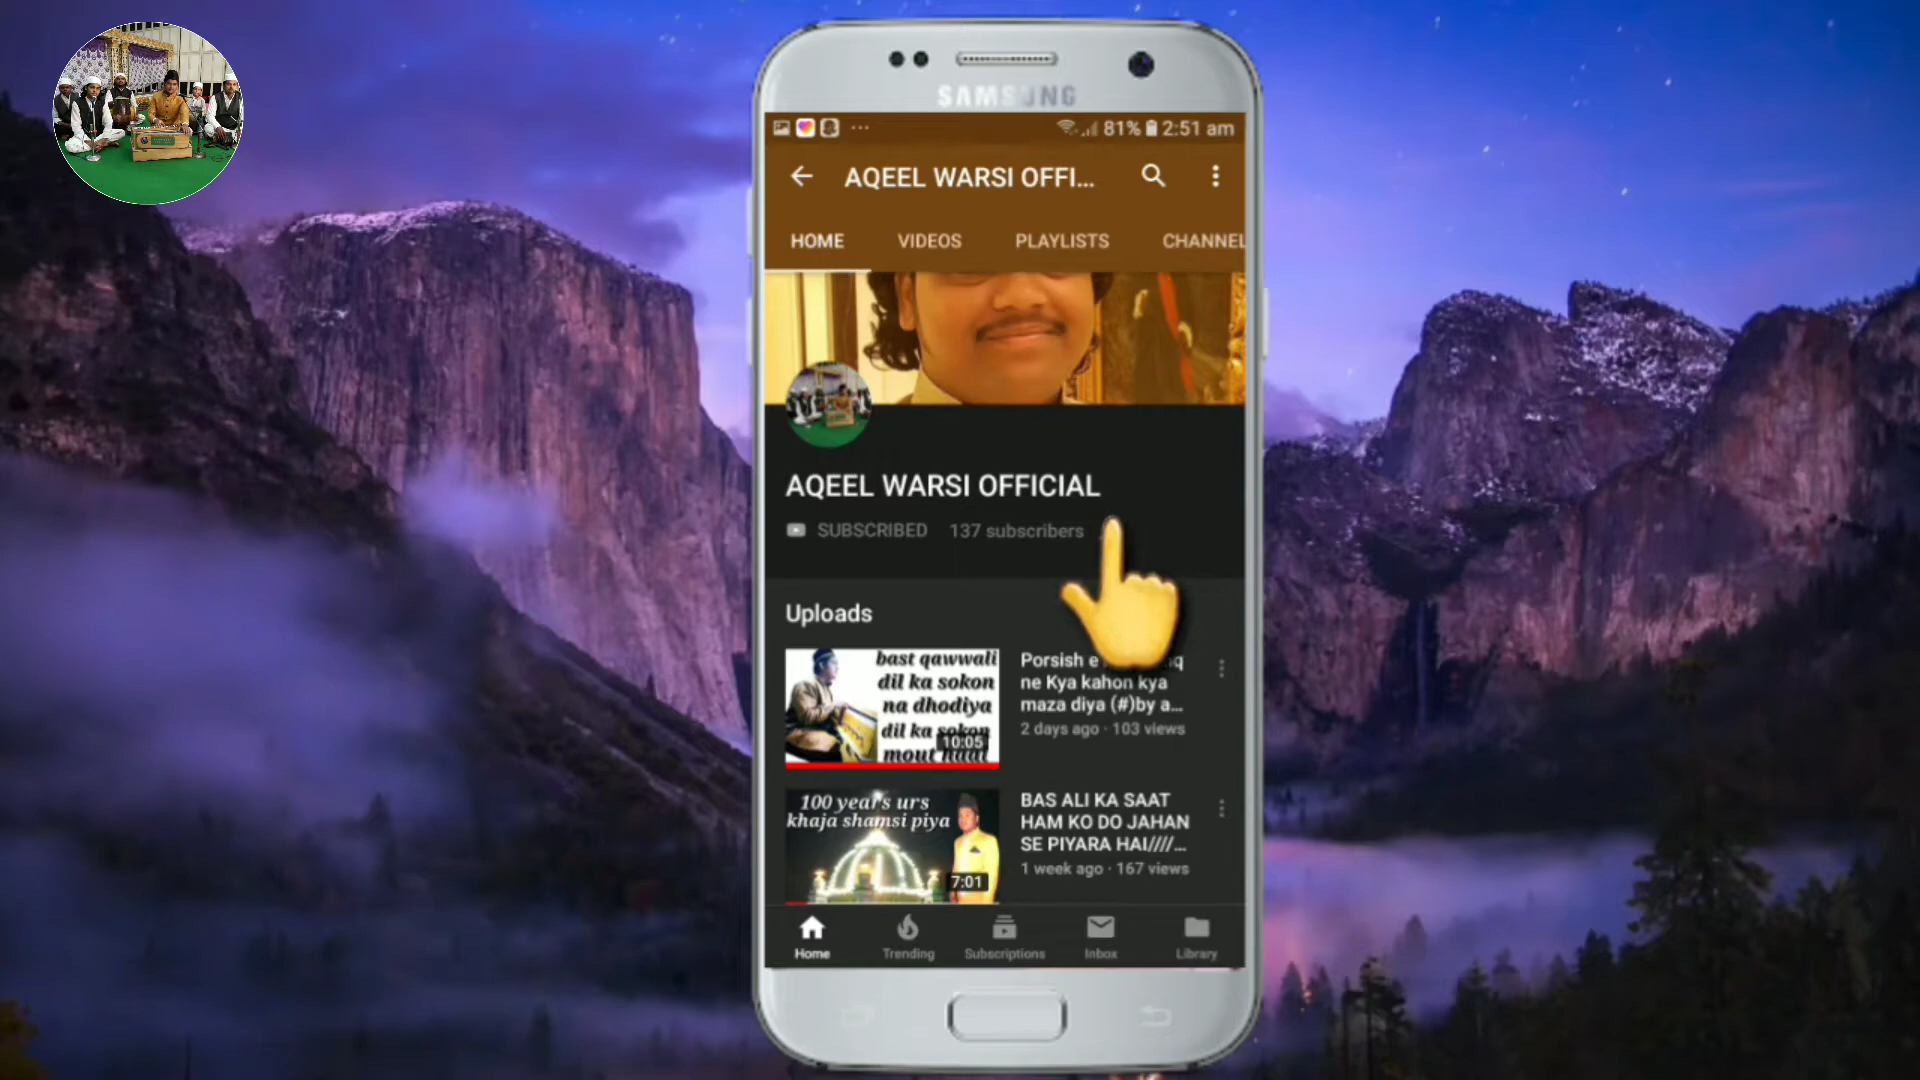 SAMSUNG
81% 2:51 am
AQEEL WARSI OFFI...
HOME VIDEOS PLAYLISTS CHANNEL
AQEEL WARSI OFFICIAL
SUBSCRIBED 137 subscribers
Uploads
bast qawwali
dil ka sokon
na dhodiya
dil ka sokon
mout haai
10:05
Porsish e
ne Kya kahon kya
maza diya (#)by a...
2 days ago · 103 views
100 year's urs
khaja shamsi piya
7:01
BAS ALI KA SAAT
HAM KO DO JAHAN
SE PIYARA HAI////...
1 week ago · 167 views
Home Trending Subscriptions Inbox Library